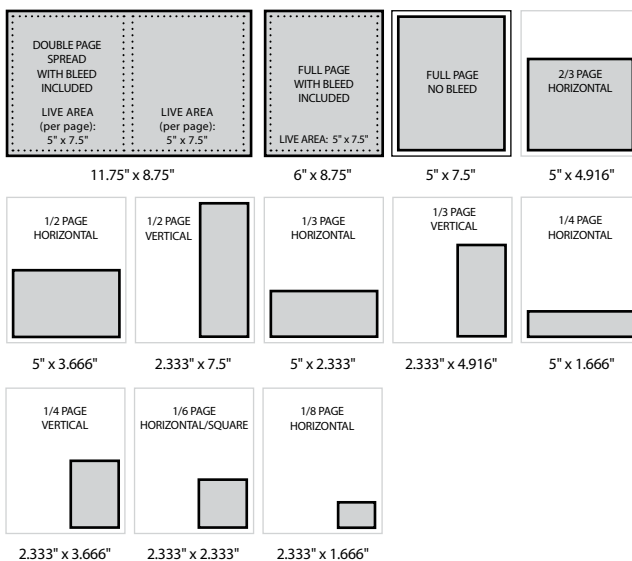 DOUBLE PAGE
SPREAD
WITH BLEED
INCLUDED
LIVE AREA
(per page):
5" x 7.5"
LIVE AREA
(per page):
5" x 7.5"
11.75" x 8.75"
FULL PAGE
WITH BLEED
INCLUDED
LIVE AREA: 5" x 7.5"
6" x 8.75"
FULL PAGE
NO BLEED
5" x 7.5"
2/3 PAGE
HORIZONTAL
5" x 4.916"
1/2 PAGE
HORIZONTAL
5" x 3.666"
1/2 PAGE
VERTICAL
2.333" x 7.5"
1/3 PAGE
HORIZONTAL
5" x 2.333"
1/3 PAGE
VERTICAL
2.333" x 4.916"
1/4 PAGE
HORIZONTAL
5" x 1.666"
1/4 PAGE
VERTICAL
2.333" x 3.666"
1/6 PAGE
HORIZONTAL/SQUARE
2.333" x 2.333"
1/8 PAGE
HORIZONTAL
2.333" x 1.666"